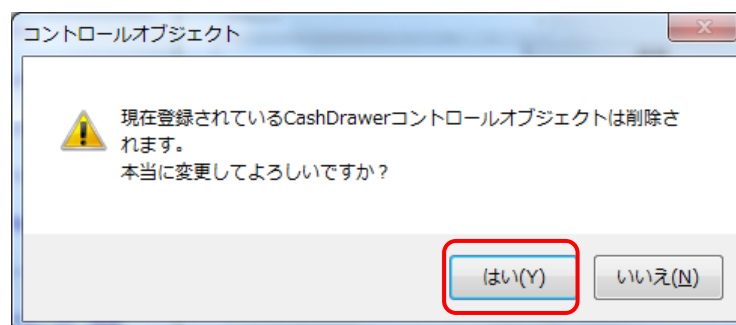 コントロールオブジェクト
現在登録されているCashDrawerコントロールオブジェクトは削除さ
れます。
本当に変更してよろしいですか？
はい(Y)
いいえ(N)